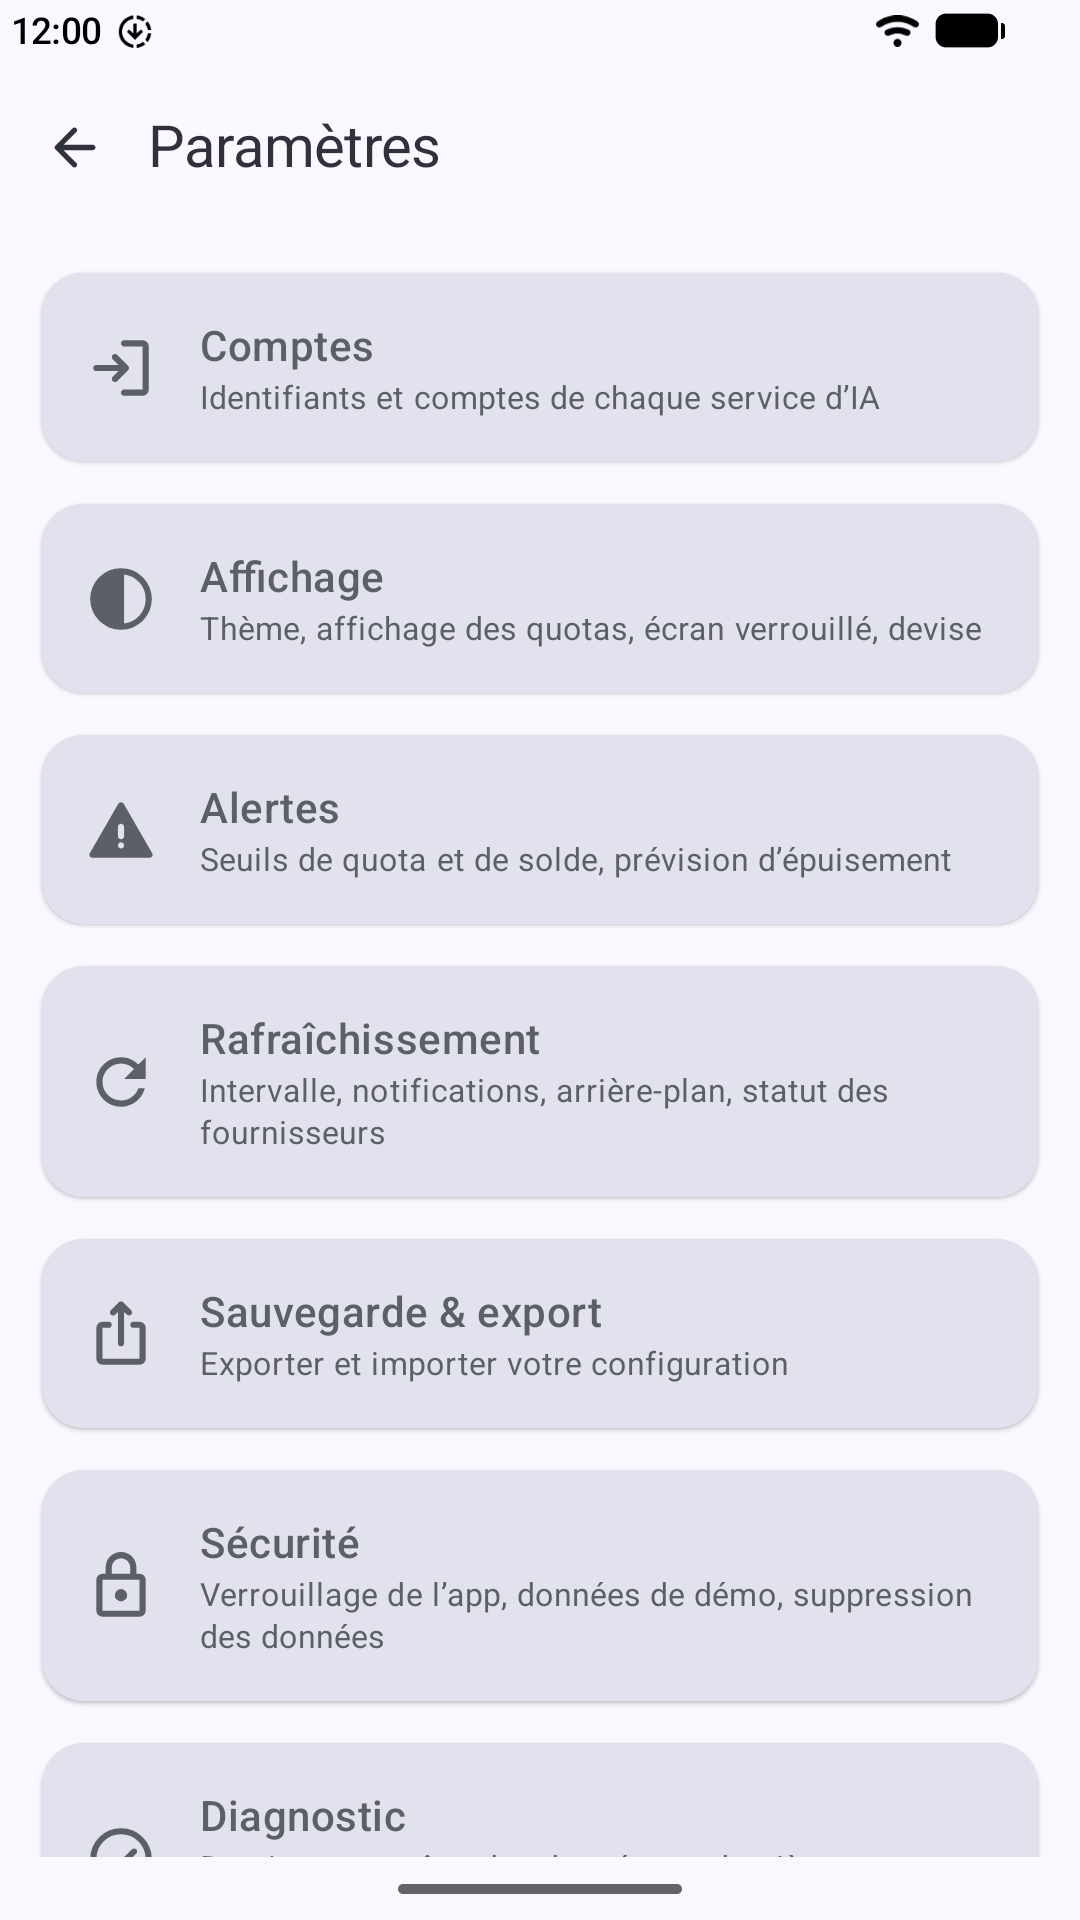 12:00
Paramètres
Comptes
Identifiants et comptes de chaque service d’IA
Affichage
Thème, affichage des quotas, écran verrouillé, devise
Alertes
Seuils de quota et de solde, prévision d’épuisement
Rafraîchissement
Intervalle, notifications, arrière-plan, statut des
fournisseurs
Sauvegarde & export
Exporter et importer votre configuration
Sécurité
Verrouillage de l’app, données de démo, suppression
des données
Diagnostic